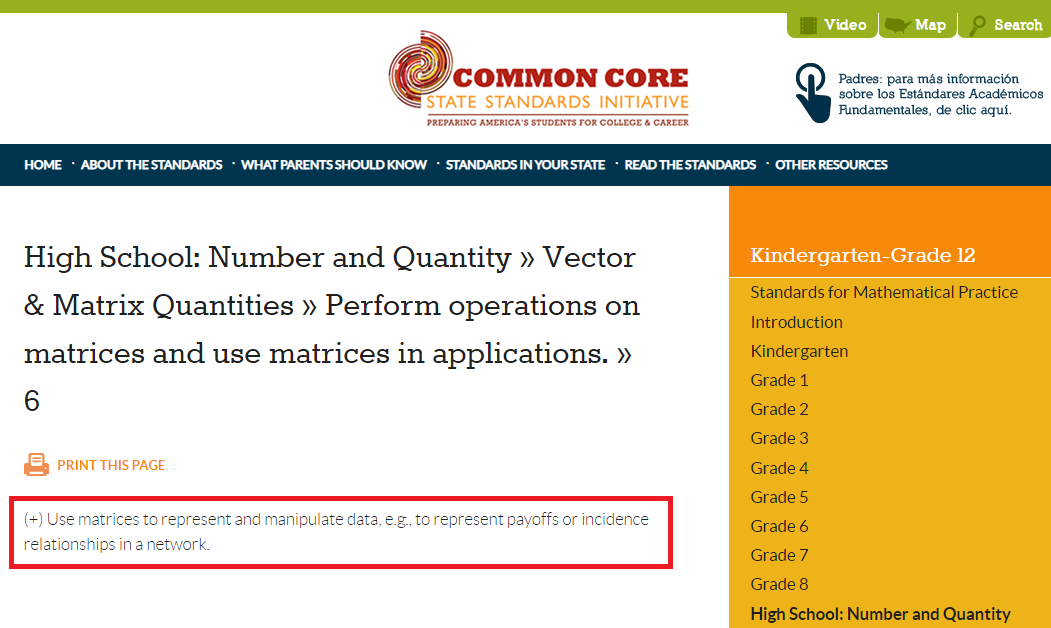 Video
Map
Search
COMMON CORE
STATE STANDARDS INITIATIVE
PREPARING AMERICA'S STUDENTS FOR COLLEGE & CAREER
Padres: para más información
sobre los Estándares Académicos
Fundamentales, de clic aquí.
HOME · ABOUT THE STANDARDS · WHAT PARENTS SHOULD KNOW · STANDARDS IN YOUR STATE · READ THE STANDARDS · OTHER RESOURCES
High School: Number and Quantity » Vector
& Matrix Quantities » Perform operations on
matrices and use matrices in applications. »
6
PRINT THIS PAGE
(+) Use matrices to represent and manipulate data, e.g., to represent payoffs or incidence
relationships in a network.
Kindergarten-Grade 12
Standards for Mathematical Practice
Introduction
Kindergarten
Grade 1
Grade 2
Grade 3
Grade 4
Grade 5
Grade 6
Grade 7
Grade 8
High School: Number and Quantity